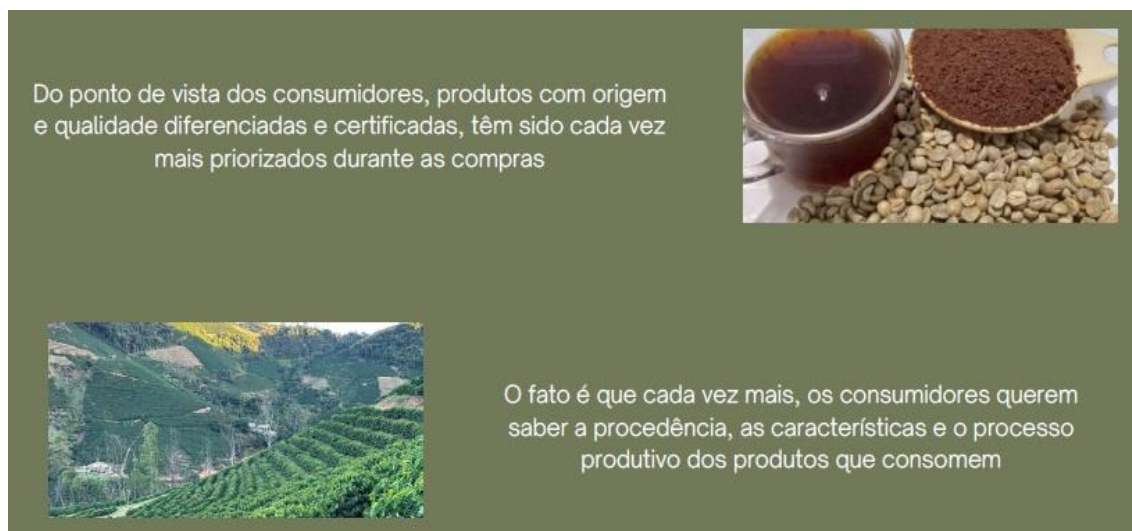 Do ponto de vista dos consumidores, produtos com origem
e qualidade diferenciadas e certificadas, têm sido cada vez
mais priorizados durante as compras
O fato é que cada vez mais, os consumidores querem
saber a procedência, as características e o processo
produtivo dos produtos que consomem